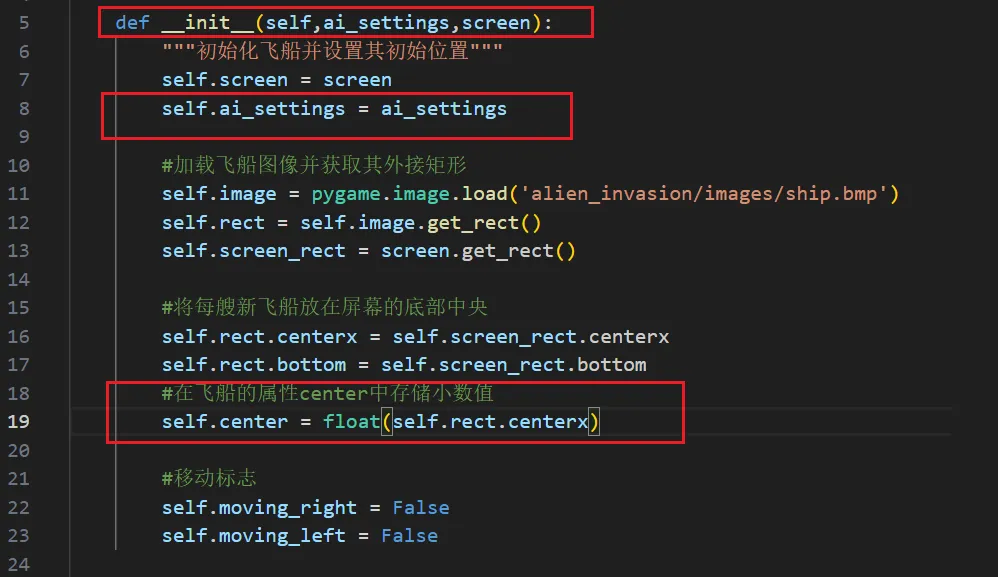 5 def __init__(self,ai_settings,screen):
6 """初始化飞船并设置其初始位置"""
7 self.screen = screen
8 self.ai_settings = ai_settings
9
10 #加载飞船图像并获取其外接矩形
11 self.image = pygame.image.load('alien_invasion/images/ship.bmp')
12 self.rect = self.image.get_rect()
13 self.screen_rect = screen.get_rect()
14
15 #将每艘新飞船放在屏幕的底部中央
16 self.rect.centerx = self.screen_rect.centerx
17 self.rect.bottom = self.screen_rect.bottom
18 #在飞船的属性center中存储小数值
19 self.center = float(self.rect.centerx)
20
21 #移动标志
22 self.moving_right = False
23 self.moving_left = False
24